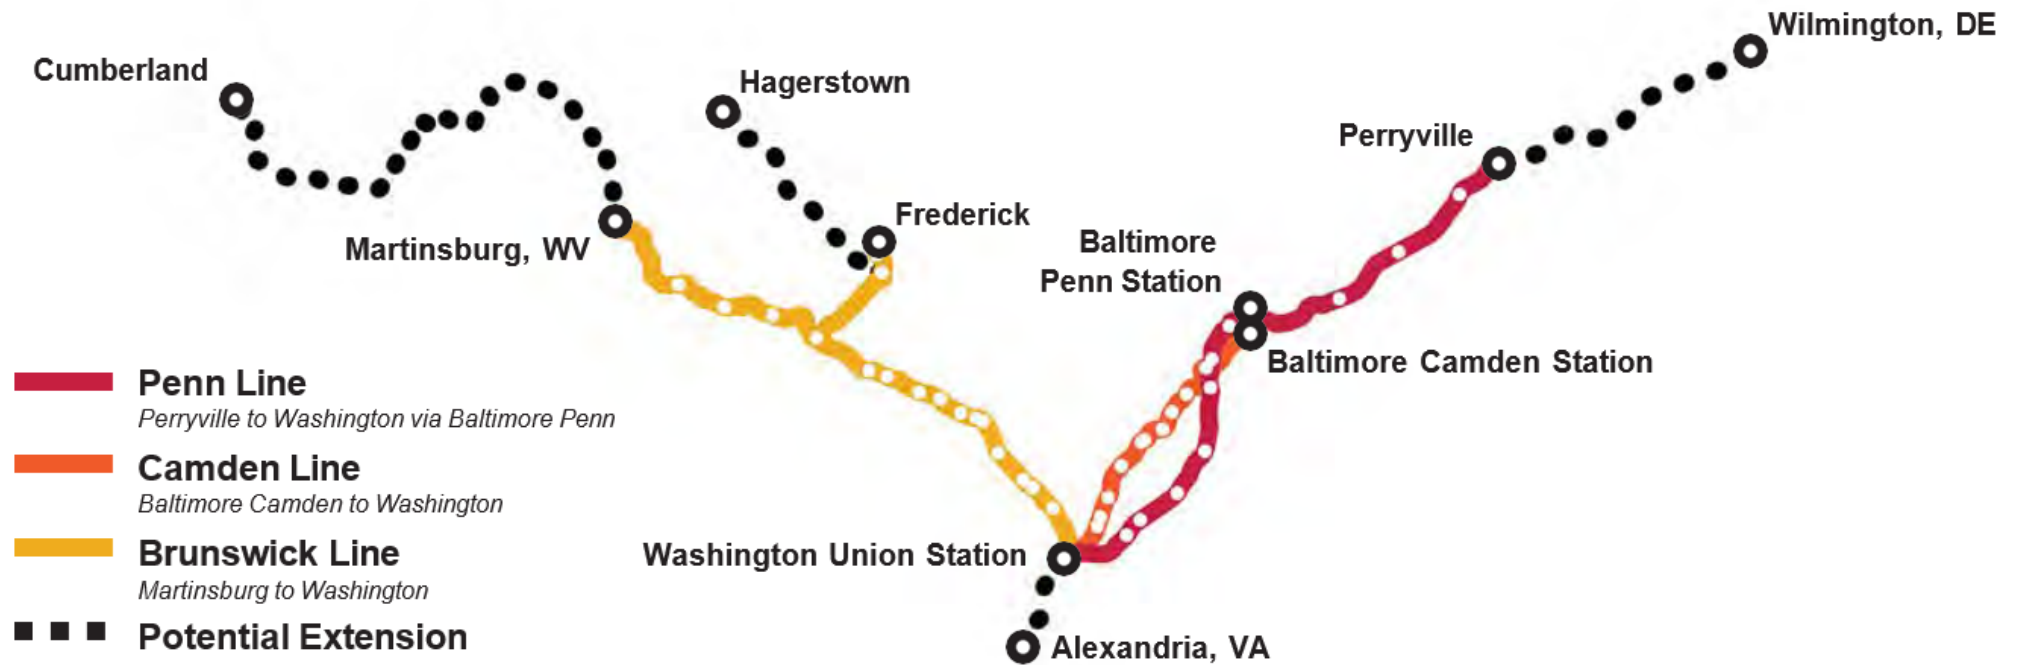 Wilmington, DE
Cumberland
Hagerstown
Perryville
Frederick
Martinsburg, WV
Baltimore
Penn Station
Baltimore Camden Station
Penn Line
Perryville to Washington via Baltimore Penn
Camden Line
Baltimore Camden to Washington
Brunswick Line
Martinsburg to Washington
Washington Union Station
Potential Extension
Alexandria, VA